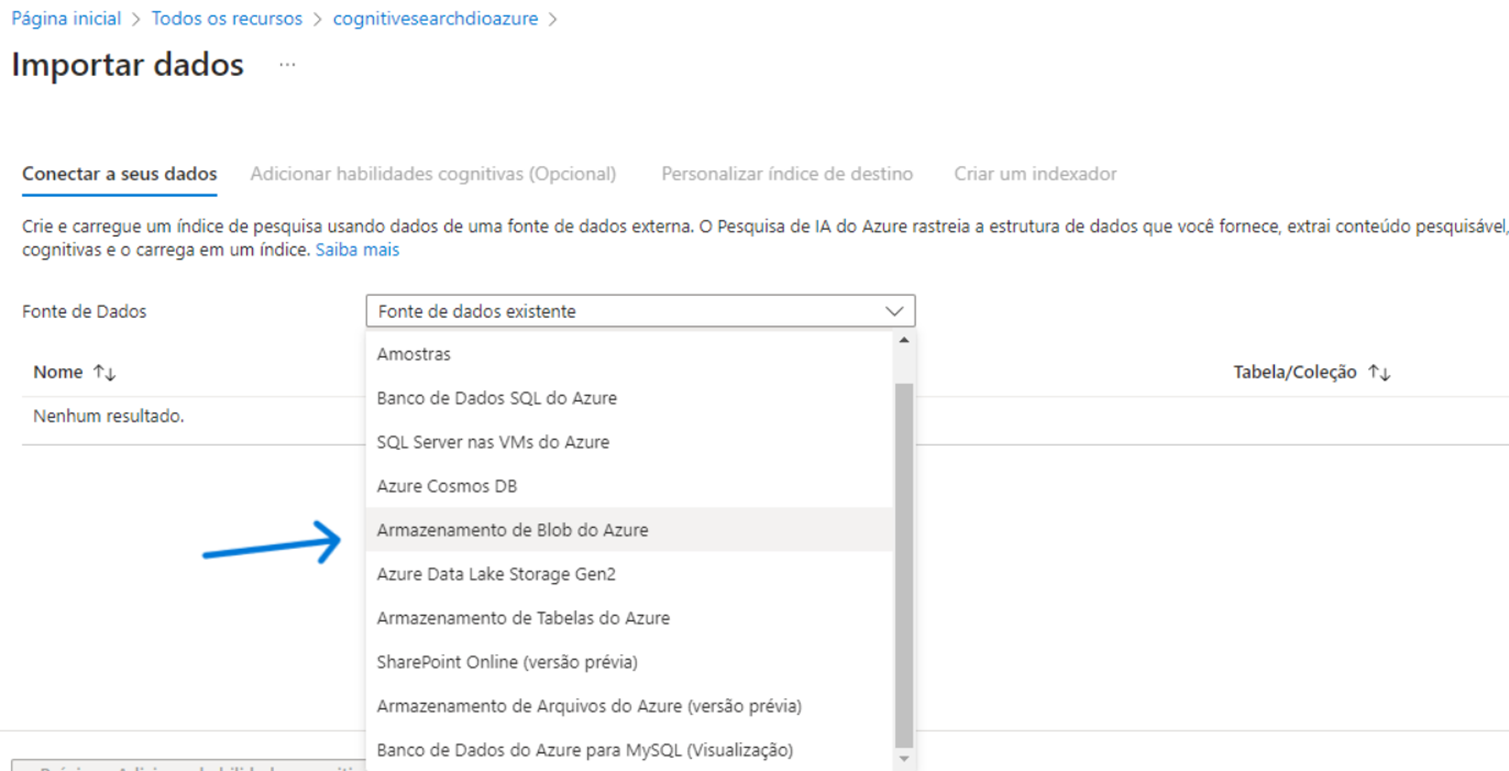 Página inicial > Todos os recursos > cognitivesearchdioazure >
Importar dados ...
Conectar a seus dados Adicionar habilidades cognitivas (Opcional) Personalizar índice de destino Criar um indexador
Crie e carregue um índice de pesquisa usando dados de uma fonte de dados externa. O Pesquisa de IA do Azure rastreia a estrutura de dados que você fornece, extrai conteúdo pesquisável,
cognitivas e o carrega em um índice. Saiba mais
Fonte de Dados Fonte de dados existente
Nome ↑↓ Tabela/Coleção ↑↓
Nenhum resultado.
Amostras
Banco de Dados SQL do Azure
SQL Server nas VMs do Azure
Azure Cosmos DB
Armazenamento de Blob do Azure
Azure Data Lake Storage Gen2
Armazenamento de Tabelas do Azure
SharePoint Online (versão prévia)
Armazenamento de Arquivos do Azure (versão prévia)
Banco de Dados do Azure para MySQL (Visualização)